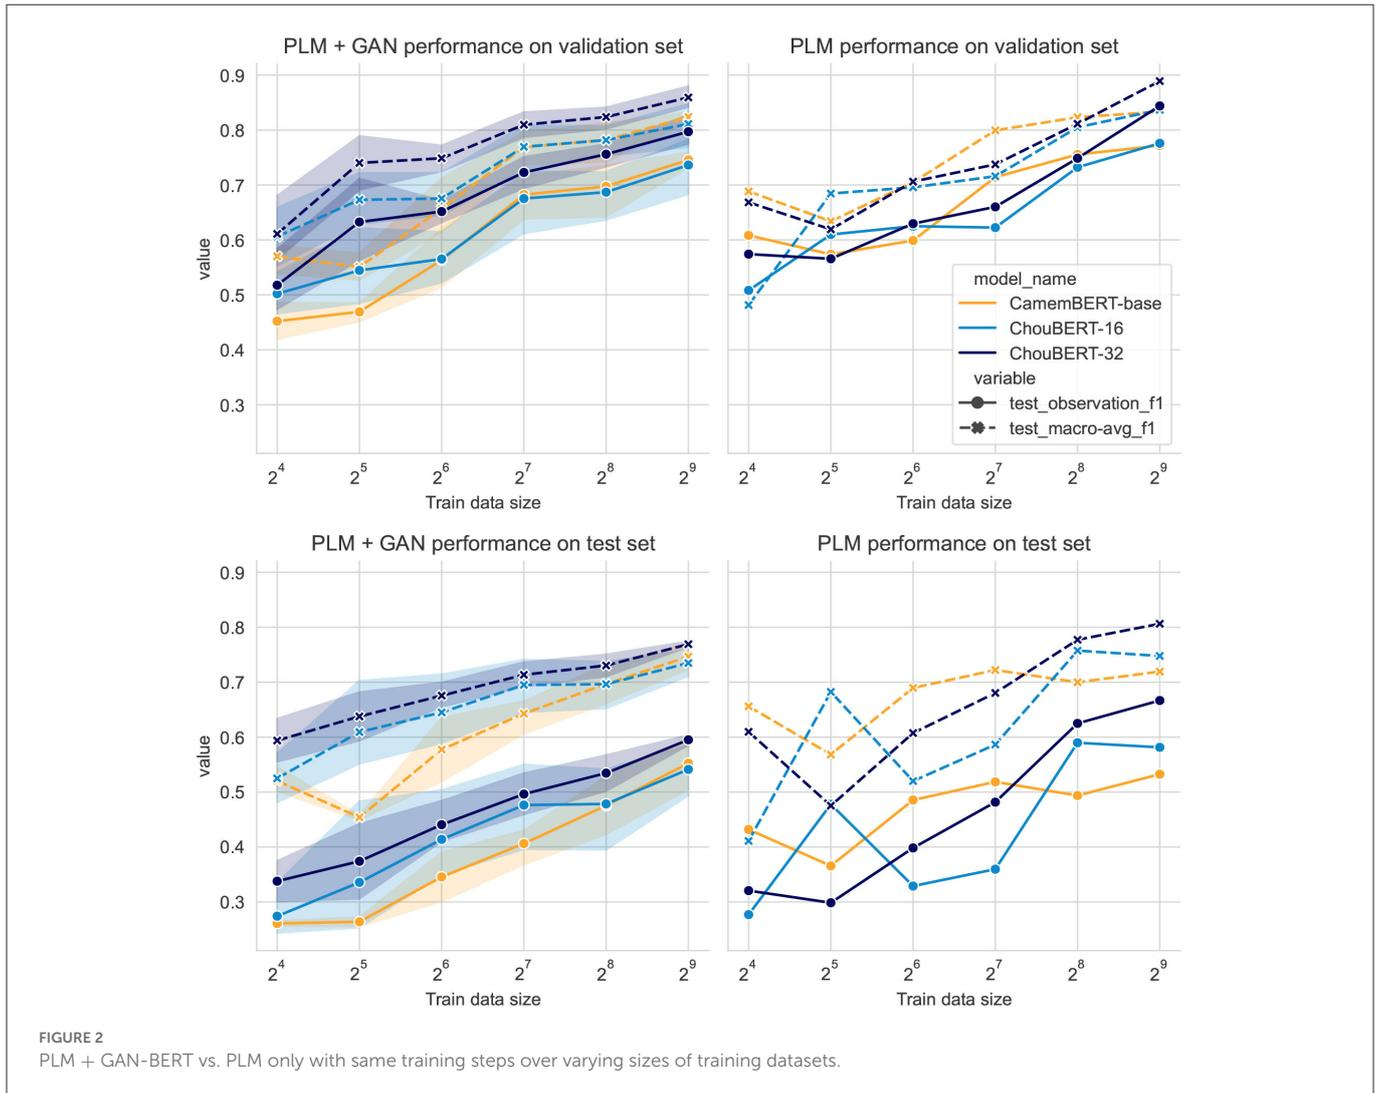 PLM + GAN performance on validation set
PLM performance on validation set
0.9
0.8
0.7
0.6
0.5
0.4
0.3
value
model_name
CamemBERT-base
ChouBERT-16
ChouBERT-32
variable
test_observation_f1
test_macro-avg_f1
2^4 2^5 2^6 2^7 2^8 2^9
2^4 2^5 2^6 2^7 2^8 2^9
Train data size
Train data size
PLM + GAN performance on test set
PLM performance on test set
0.9
0.8
0.7
0.6
0.5
0.4
0.3
value
2^4 2^5 2^6 2^7 2^8 2^9
2^4 2^5 2^6 2^7 2^8 2^9
Train data size
Train data size
FIGURE 2
PLM + GAN-BERT vs. PLM only with same training steps over varying sizes of training datasets.